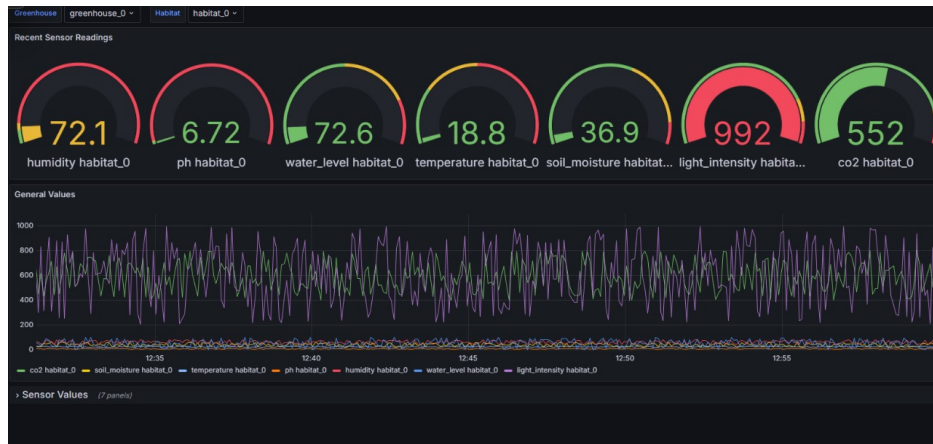 Greenhouse greenhouse_0 Habitat habitat_0
Recent Sensor Readings
72.1 6.72 72.6 18.8 36.9 992 552
humidity habitat_0 ph habitat_0 water_level habitat_0 temperature habitat_0 soil_moisture habitat... light_intensity habita... co2 habitat_0
General Values
1000
800
600
400
200
0
12:35 12:40 12:45 12:50 12:55
co2 habitat_0 soil_moisture habitat_0 temperature habitat_0 ph habitat_0 humidity habitat_0 water_level habitat_0 light_intensity habitat_0
Sensor Values (7 panels)